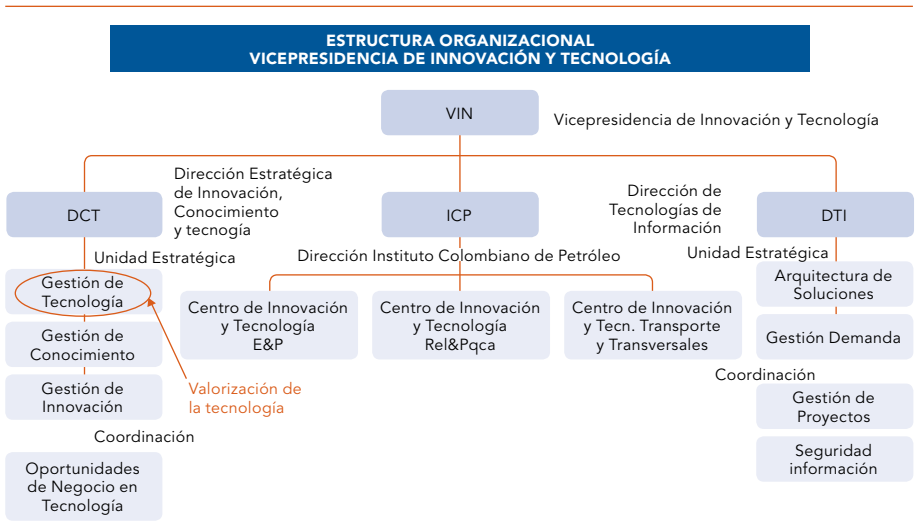 ESTRUCTURA ORGANIZACIONAL
VICEPRESIDENCIA DE INNOVACIÓN Y TECNOLOGÍA
VIN
Vicepresidencia de Innovación y Tecnología
DCT
Dirección Estratégica
de Innovación,
Conocimiento
y tecnogía
ICP
Dirección de
Tecnologías de
Información
DTI
Unidad Estratégica
Gestión de
Tecnología
Gestión de
Conocimiento
Gestión de
Innovación
Valorización de
la tecnología
Coordinación
Oportunidades
de Negocio en
Tecnología
Dirección Instituto Colombiano de Petróleo
Centro de Innovación
y Tecnología
E&P
Centro de Innovación
y Tecnología
Rel&Pqca
Centro de Innovación
y Tecn. Transporte
y Transversales
Unidad Estratégica
Arquitectura de
Soluciones
Gestión Demanda
Coordinación
Gestión de
Proyectos
Seguridad
información